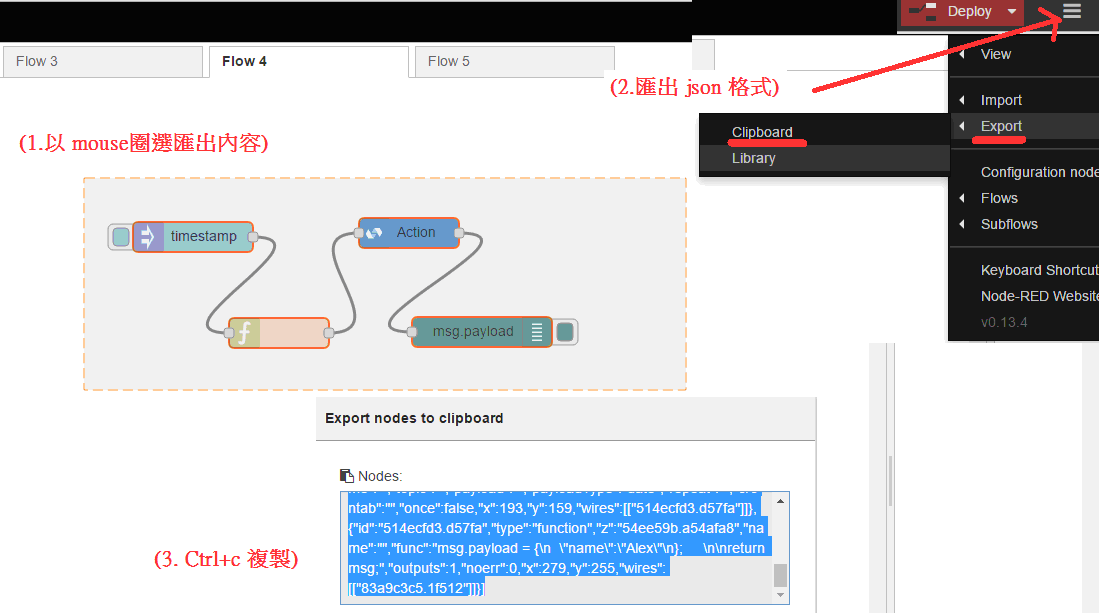 Deploy
Flow 3
Flow 4
Flow 5
View
(2.匯出 json 格式)
Import
Export
Clipboard
Library
(1.以 mouse圈選匯出內容)
Configuration node
Flows
Subflows
timestamp
Action
Keyboard Shortcut
Node-RED Website
v0.13.4
f
msg.payload
Export nodes to clipboard
Nodes:
ntab":"","once":false,"x":193,"y":159,"wires":[["514ecfd3.d57fa"]]},
{"id":"514ecfd3.d57fa","type":"function","z":"54ee59b.a54afa8","na
me":"","func":"msg.payload = {\n \"name\":\"Alex\"\n}; \n\nreturn
msg;","outputs":1,"noerr":0,"x":279,"y":255,"wires":
[["83a9c3c5.1f512"]]}]
(3. Ctrl+c 複製)